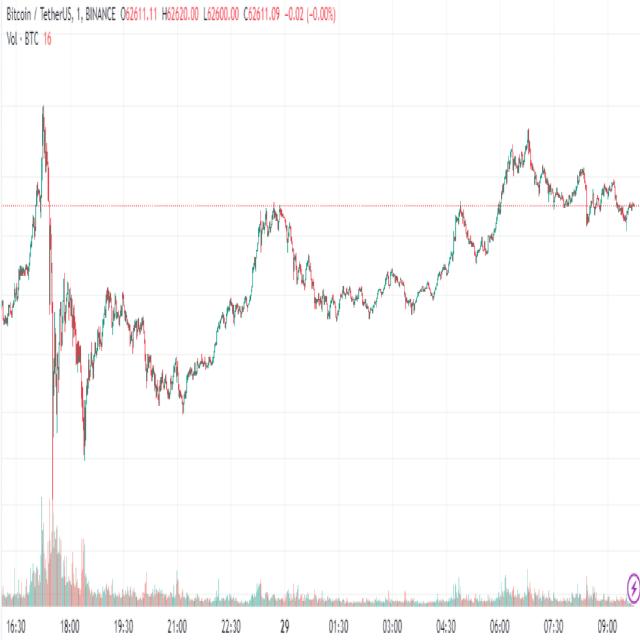 Bitcoin / TetherUS, 1, BINANCE O62611.11 H62620.00 L62600.00 C62611.09 −0.02 (−0.00%)
Vol · BTC 16
16:30 18:00 19:30 21:00 22:30 29 01:30 03:00 04:30 06:00 07:30 09:00